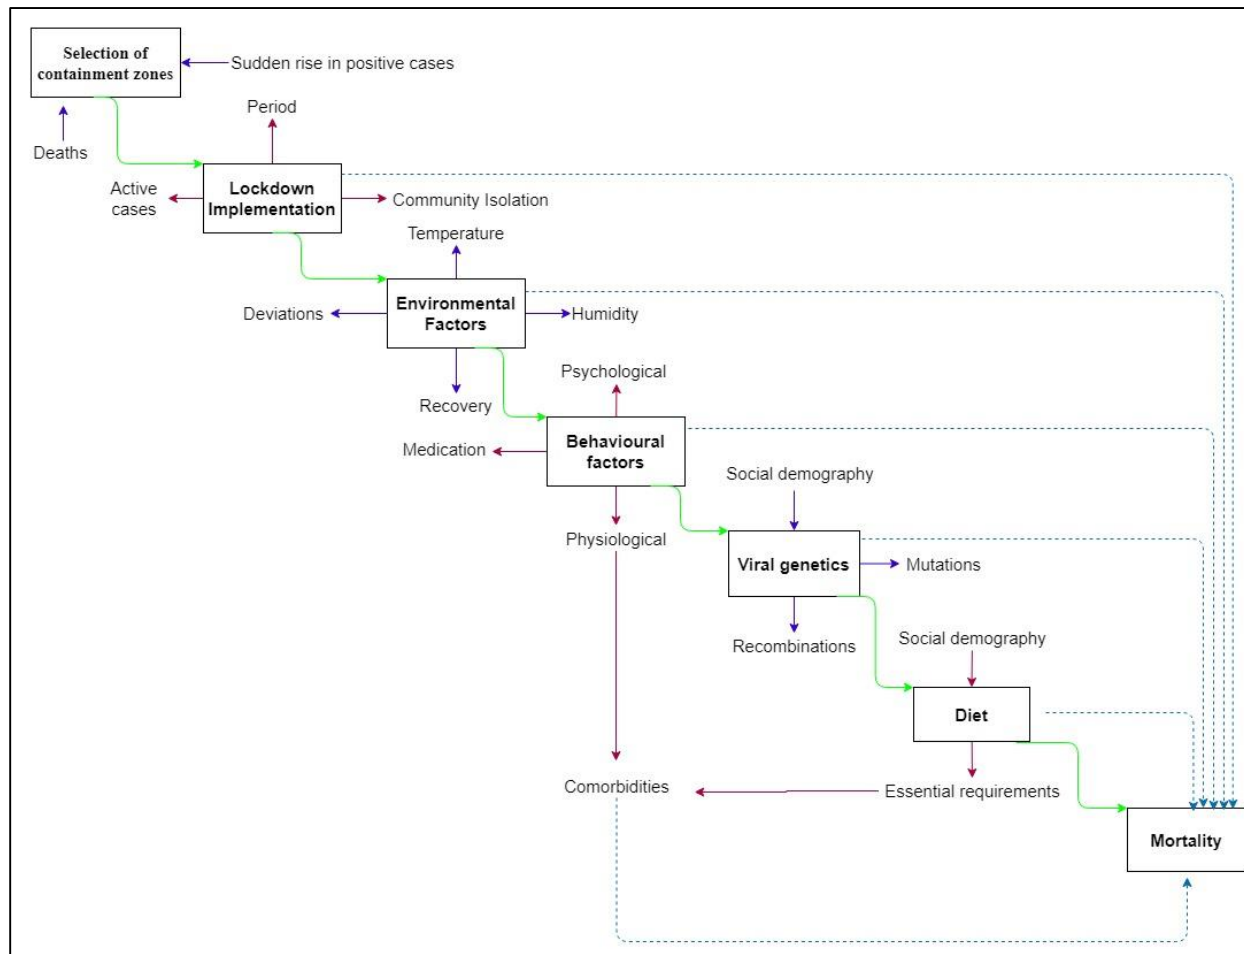 Selection of
containment zones
Sudden rise in positive cases
Period
Deaths
Active
cases
Lockdown
Implementation
Community Isolation
Temperature
Deviations
Environmental
Factors
Humidity
Psychological
Recovery
Medication
Behavioural
factors
Social demography
Physiological
Viral genetics
Mutations
Recombinations
Social demography
Diet
Comorbidities
Essential requirements
Mortality